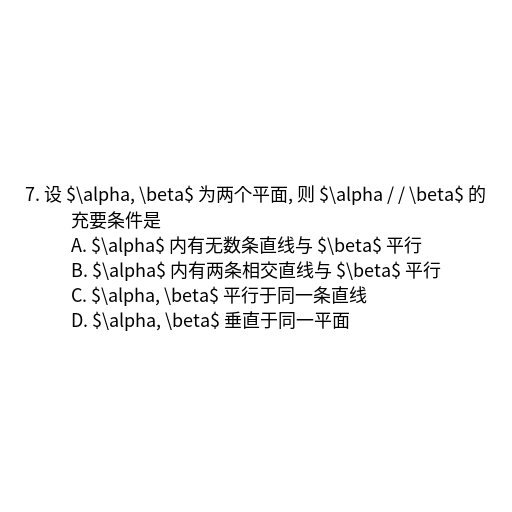 7. 设 $\alpha, \beta$ 为两个平面, 则 $\alpha / / \beta$ 的
充要条件是
A. $\alpha$ 内有无数条直线与 $\beta$ 平行
B. $\alpha$ 内有两条相交直线与 $\beta$ 平行
C. $\alpha, \beta$ 平行于同一条直线
D. $\alpha, \beta$ 垂直于同一平面